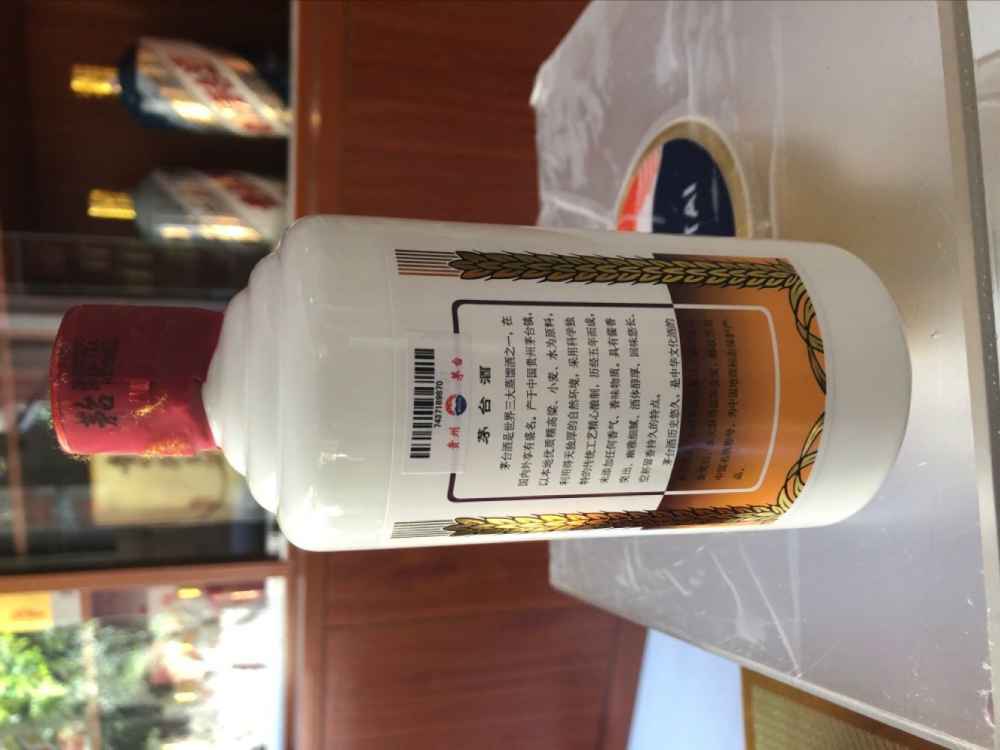 7437189870
贵州 茅台
茅台酒
茅台酒是世界三大蒸馏酒之一，在
国内外享有盛名。产于中国贵州茅台镇，
以本地优质糯高粱、小麦、水为原料，
利用得天独厚的自然环境，采用科学独
特的传统工艺精心酿制，历经五年而成，
未添加任何香气、香味物质。具有酱香
突出、幽雅细腻、酒体醇厚、回味悠长、
空杯留香持久的特点。
茅台酒历史悠久，是中华文化酒的
品。
TAI